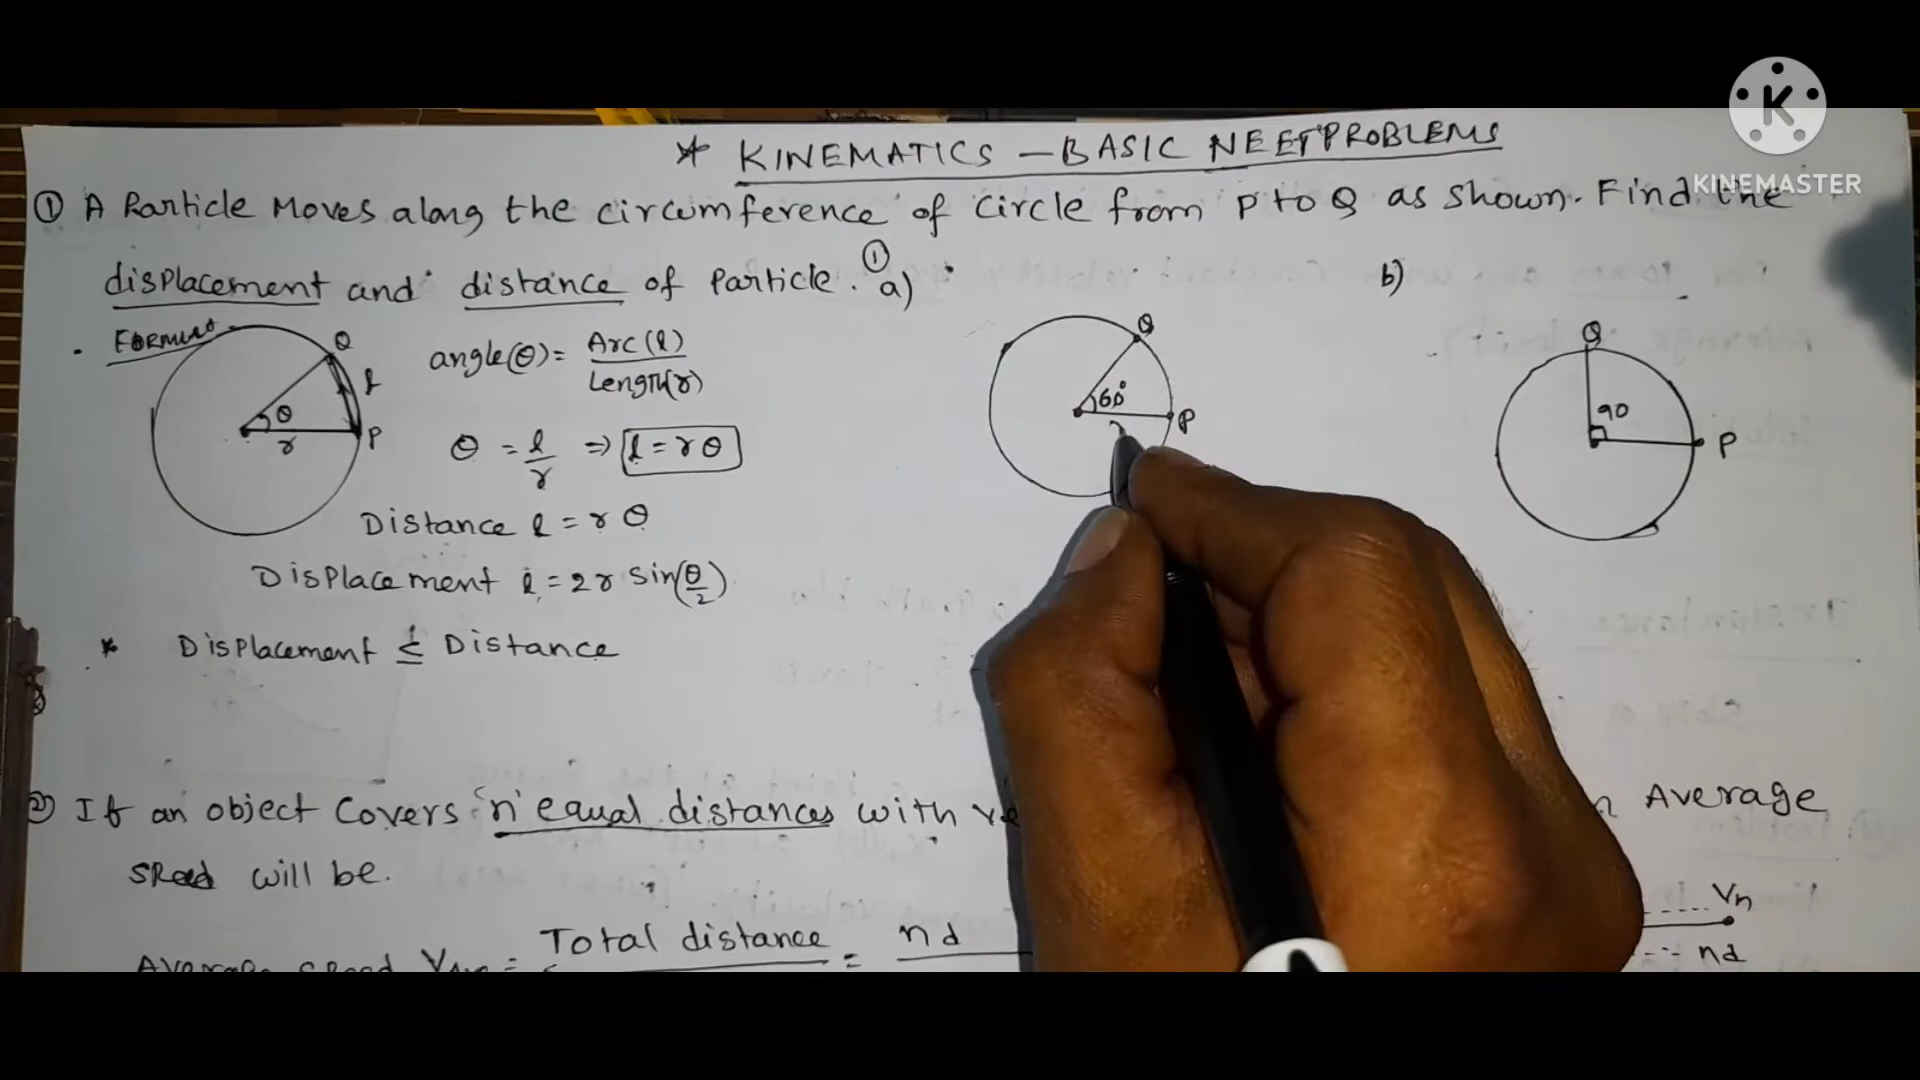 K
KINEMASTER
* KINEMATICS - BASIC NEET PROBLEMS
① A Particle Moves along the circumference of circle from P to Q as shown. Find the
displacement and distance of Particle.
①
a)
b)
FORMULA
Q
l
θ
r
P
angle(θ) = Arc(l)
Length(r)
θ = l/r ⇒ l = rθ
Distance l = rθ
Displacement l = 2r sin(θ/2)
* Displacement ≤ Distance
Q
60°
P
Q
90
P
② If an object covers 'n' equal distances with Average
speed will be.
Vn
Total distance = nd
Average speed =
nd